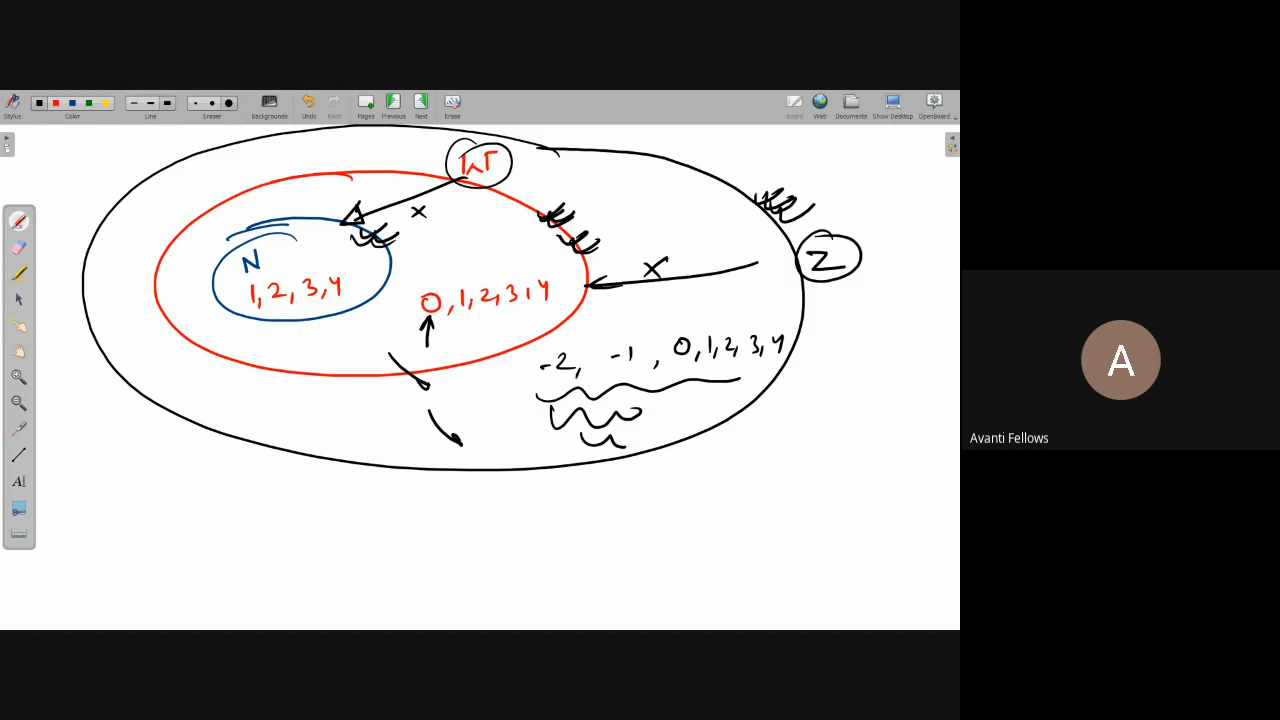 Stylus Color Line Eraser Backgrounds Undo Redo Pages Previous Next Erase Board Web Documents Show Desktop OpenBoard
W
N
Z
1, 2, 3, 4
0, 1, 2, 3, 4
x
x
-2, -1, 0, 1, 2, 3, 4
A
Avanti Fellows